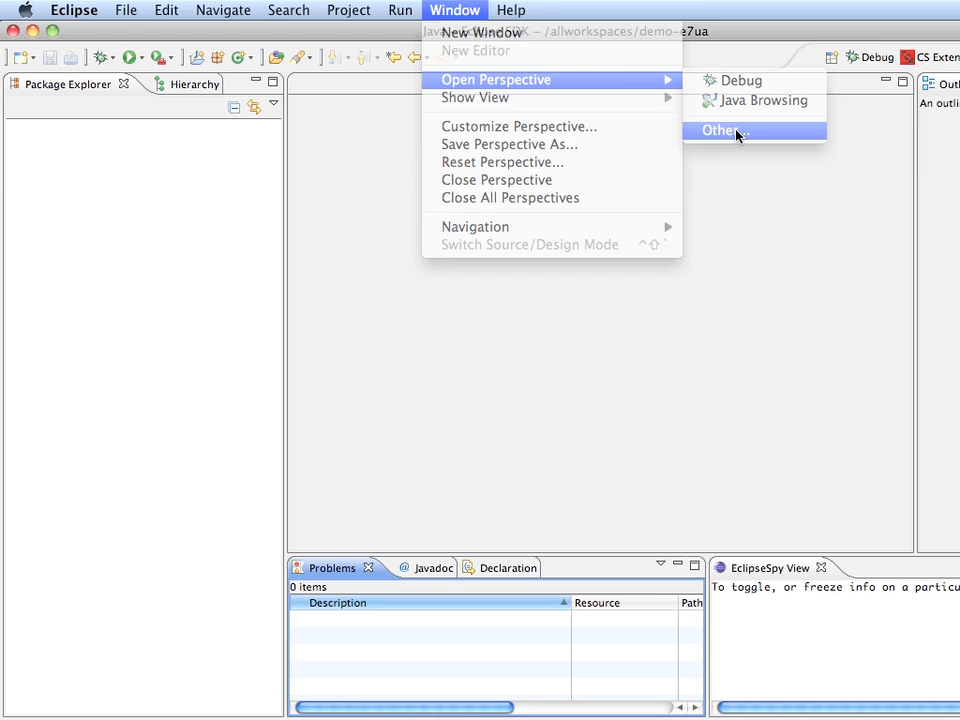 Eclipse File Edit Navigate Search Project Run Window Help
/allworkspaces/demo-e7ua
New Window
New Editor
Open Perspective
Show View
Customize Perspective...
Save Perspective As...
Reset Perspective...
Close Perspective
Close All Perspectives
Navigation
Switch Source/Design Mode ^⇧`
Debug
Java Browsing
Other...
Debug CS Exten
Package Explorer Hierarchy
Outl
An outli
Problems @ Javadoc Declaration
0 items
Description Resource Path
EclipseSpy View
To toggle, or freeze info on a particu